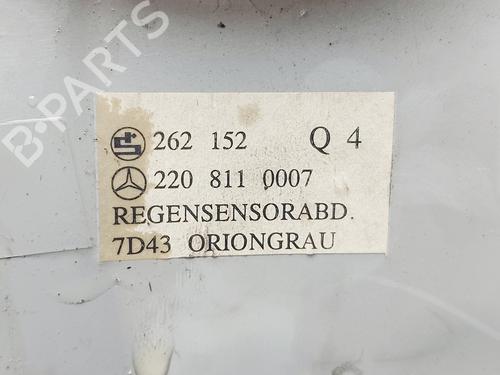 262 152 Q 4
220 811 0007
REGENSENSORABD.
7D43 ORIONGRAU
B-PARTS